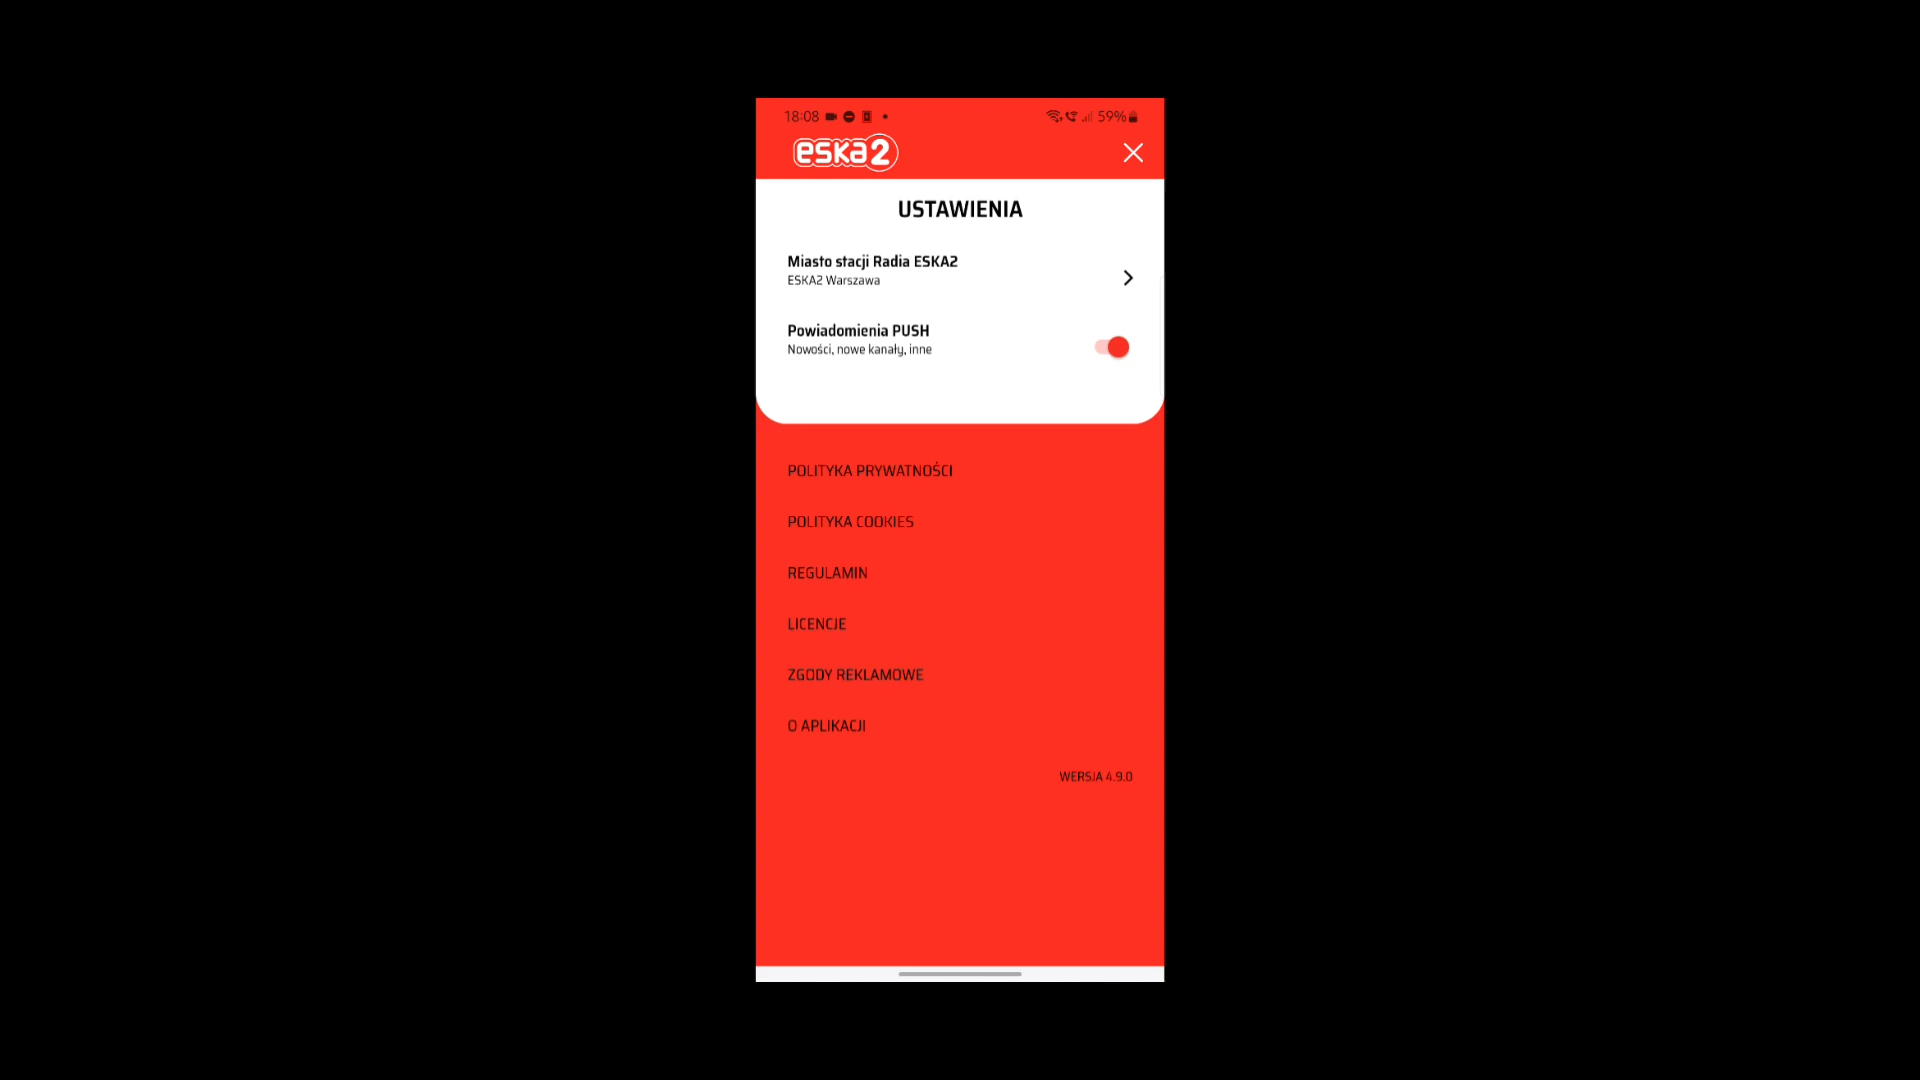 18:08 59%
eska2
USTAWIENIA
Miasto stacji Radia ESKA2
ESKA2 Warszawa
Powiadomienia PUSH
Nowości, nowe kanały, inne
POLITYKA PRYWATNOŚCI
POLITYKA COOKIES
REGULAMIN
LICENCJE
ZGODY REKLAMOWE
O APLIKACJI
WERSJA 4.9.0